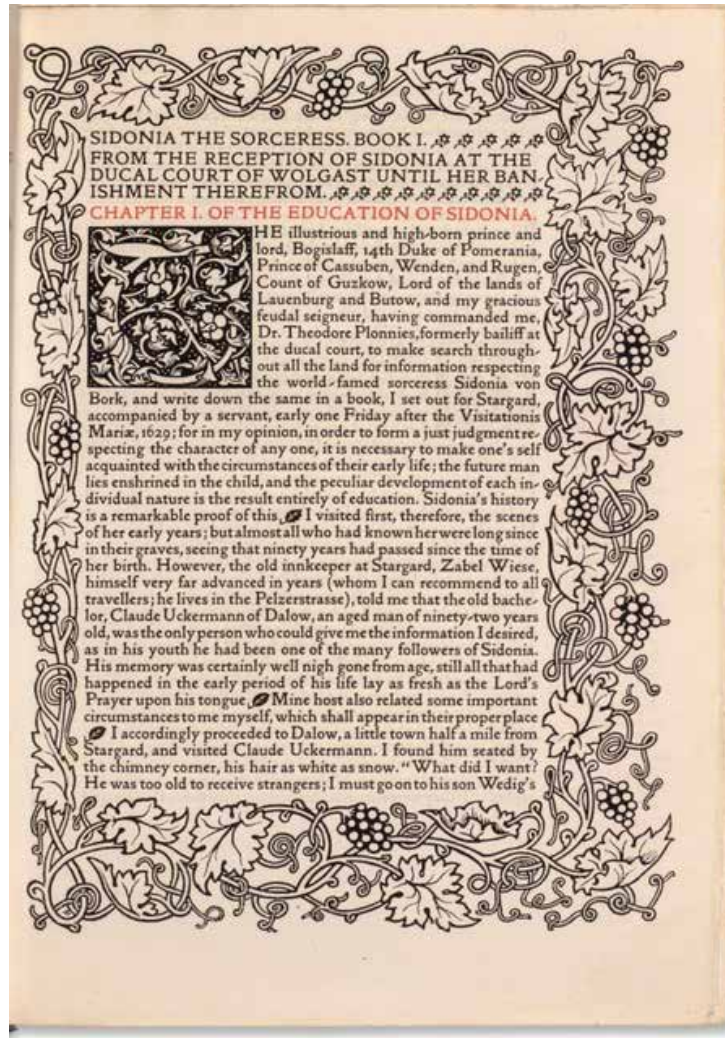 SIDONIA THE SORCERESS. BOOK I.
FROM THE RECEPTION OF SIDONIA AT THE
DUCAL COURT OF WOLGAST UNTIL HER BAN-
ISHMENT THEREFROM.
CHAPTER I. OF THE EDUCATION OF SIDONIA.
THE illustrious and high-born prince and
lord, Bogislaff, 14th Duke of Pomerania,
Prince of Cassuben, Wenden, and Rugen,
Count of Guzkow, Lord of the lands of
Lauenburg and Butow, and my gracious
feudal seigneur, having commanded me,
Dr. Theodore Plonnies, formerly bailiff at
the ducal court, to make search through-
out all the land for information respecting
the world-famed sorceress Sidonia von
Bork, and write down the same in a book, I set out for Stargard,
accompanied by a servant, early one Friday after the Visitationis
Mariæ, 1629; for in my opinion, in order to form a just judgment re-
specting the character of any one, it is necessary to make one's self
acquainted with the circumstances of their early life; the future man
lies enshrined in the child, and the peculiar development of each in-
dividual nature is the result entirely of education. Sidonia's history
is a remarkable proof of this. I visited first, therefore, the scenes
of her early years; but almost all who had known her were long since
in their graves, seeing that ninety years had passed since the time of
her birth. However, the old innkeeper at Stargard, Zabel Wiese,
himself very far advanced in years (whom I can recommend to all
travellers; he lives in the Pelzerstrasse), told me that the old bache-
lor, Claude Uckermann of Dalow, an aged man of ninety-two years
old, was the only person who could give me the information I desired,
as in his youth he had been one of the many followers of Sidonia.
His memory was certainly well nigh gone from age, still all that had
happened in the early period of his life lay as fresh as the Lord's
Prayer upon his tongue. Mine host also related some important
circumstances to me myself, which shall appear in their proper place
I accordingly proceeded to Dalow, a little town half a mile from
Stargard, and visited Claude Uckermann. I found him seated by
the chimney corner, his hair as white as snow. "What did I want?
He was too old to receive strangers; I must go on to his son Wedig's